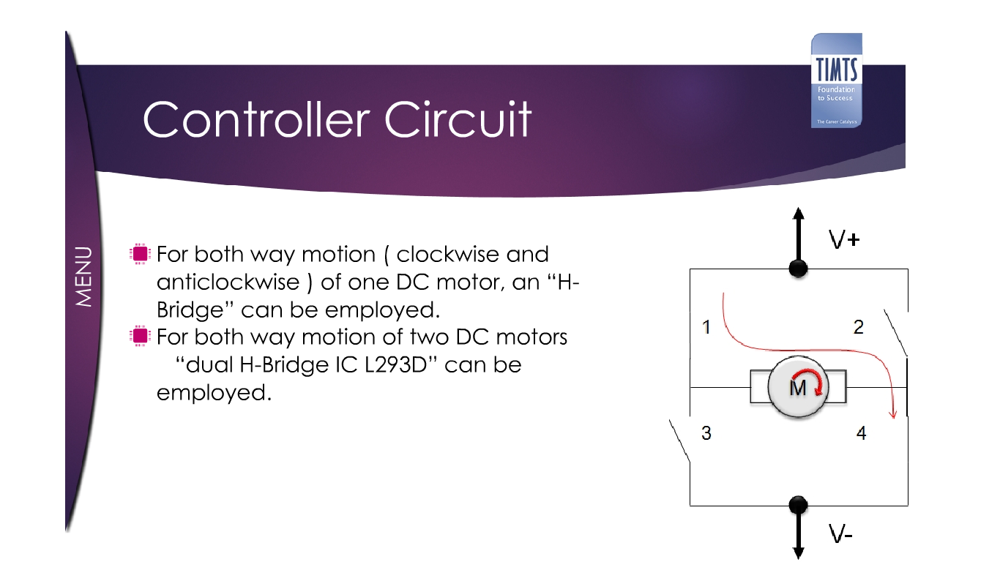 TIMTS
Foundation
to Success
The Career Catalysts
Controller Circuit
MENU
For both way motion ( clockwise and
anticlockwise ) of one DC motor, an “H-
Bridge” can be employed.
For both way motion of two DC motors
“dual H-Bridge IC L293D” can be
employed.
V+
1
2
M
3
4
V-